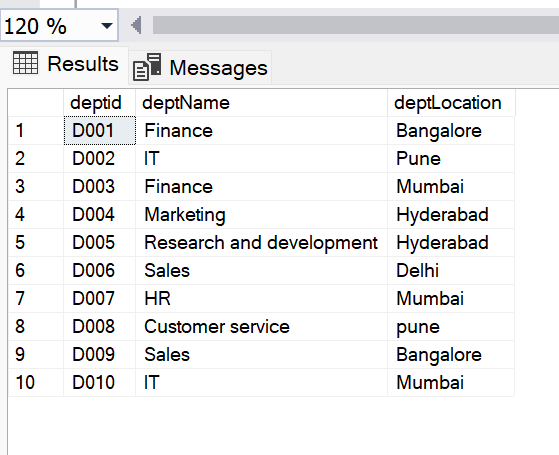 120 %
Results Messages
deptid deptName deptLocation
1 D001 Finance Bangalore
2 D002 IT Pune
3 D003 Finance Mumbai
4 D004 Marketing Hyderabad
5 D005 Research and development Hyderabad
6 D006 Sales Delhi
7 D007 HR Mumbai
8 D008 Customer service pune
9 D009 Sales Bangalore
10 D010 IT Mumbai